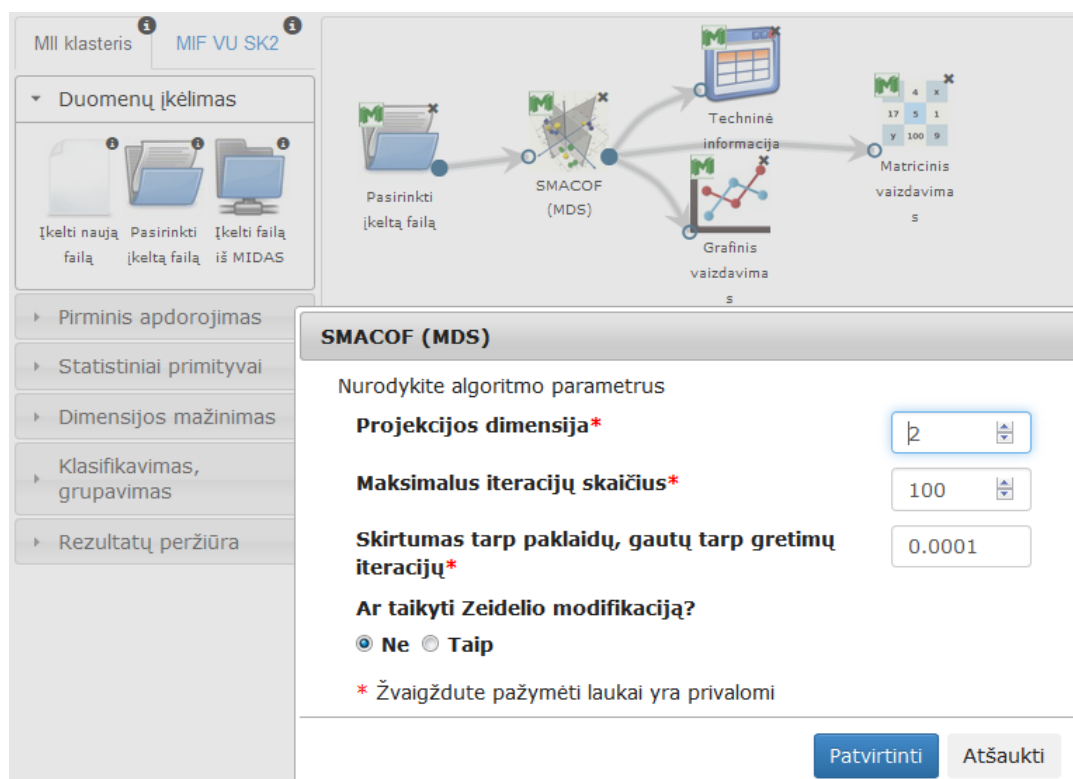 MII klasteris
MIF VU SK2
Duomenų įkėlimas
Įkelti naują
failą
Pasirinkti
įkeltą failą
Įkelti failą
iš MIDAS
Pirminis apdorojimas
Statistiniai primityvai
Dimensijos mažinimas
Klasifikavimas,
grupavimas
Rezultatų peržiūra
Pasirinkti
įkeltą failą
SMACOF
(MDS)
Techninė
informacija
Grafinis
vaizdavima
s
4 x
17 5 1
y 100 9
Matricinis
vaizdavima
s
SMACOF (MDS)
Nurodykite algoritmo parametrus
Projekcijos dimensija*
2
Maksimalus iteracijų skaičius*
100
Skirtumas tarp paklaidų, gautų tarp gretimų
iteracijų*
0.0001
Ar taikyti Zeidelio modifikaciją?
Ne Taip
* Žvaigždute pažymėti laukai yra privalomi
Patvirtinti Atšaukti